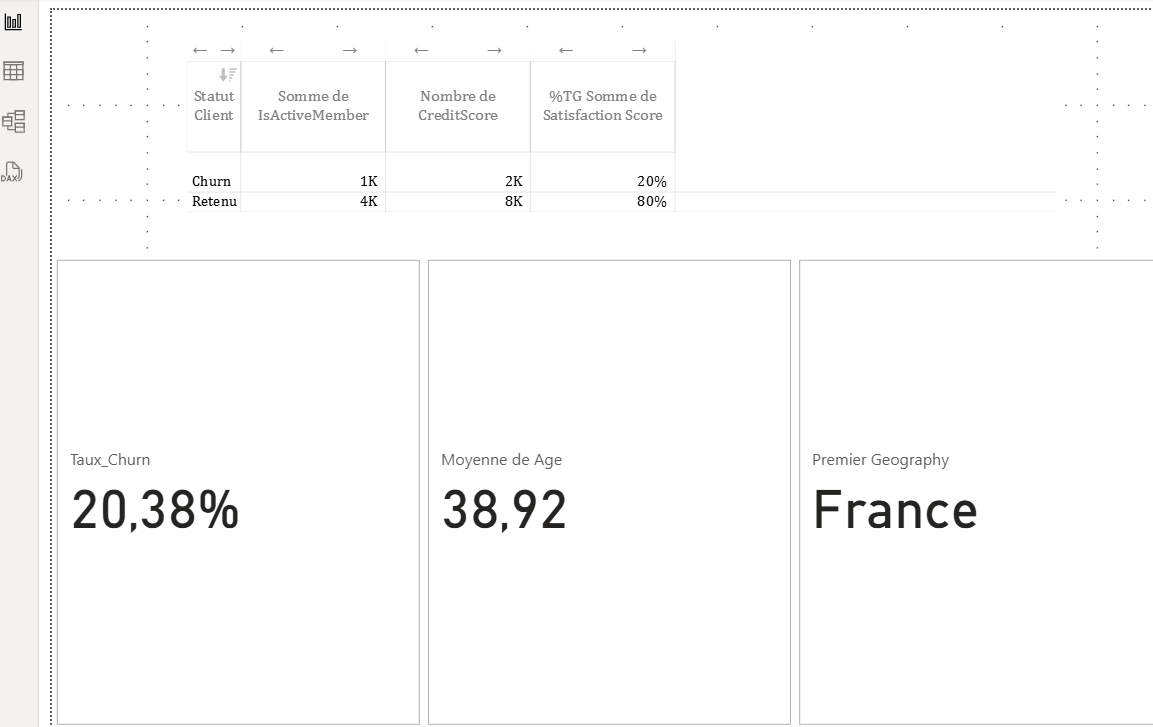 DAX
← → ← → ← → ← →
Statut Client
Somme de IsActiveMember
Nombre de CreditScore
%TG Somme de Satisfaction Score
Churn 1K 2K 20%
Retenu 4K 8K 80%
Taux_Churn
20,38%
Moyenne de Age
38,92
Premier Geography
France